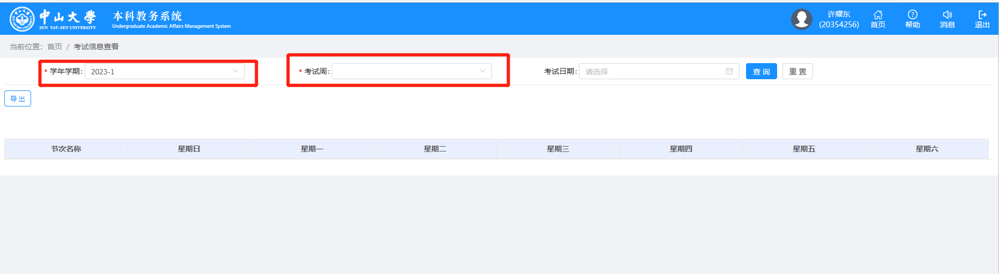 中山大學
SUN YAT-SEN UNIVERSITY
本科教务系统
Undergraduate Academic Affairs Management System
许耀东
(20354256)
首页
帮助
消息
退出
当前位置：首页 / 考试信息查看
* 学年学期： 2023-1
* 考试周：
考试日期： 请选择
查 询
重 置
导 出
节次名称 星期日 星期一 星期二 星期三 星期四 星期五 星期六